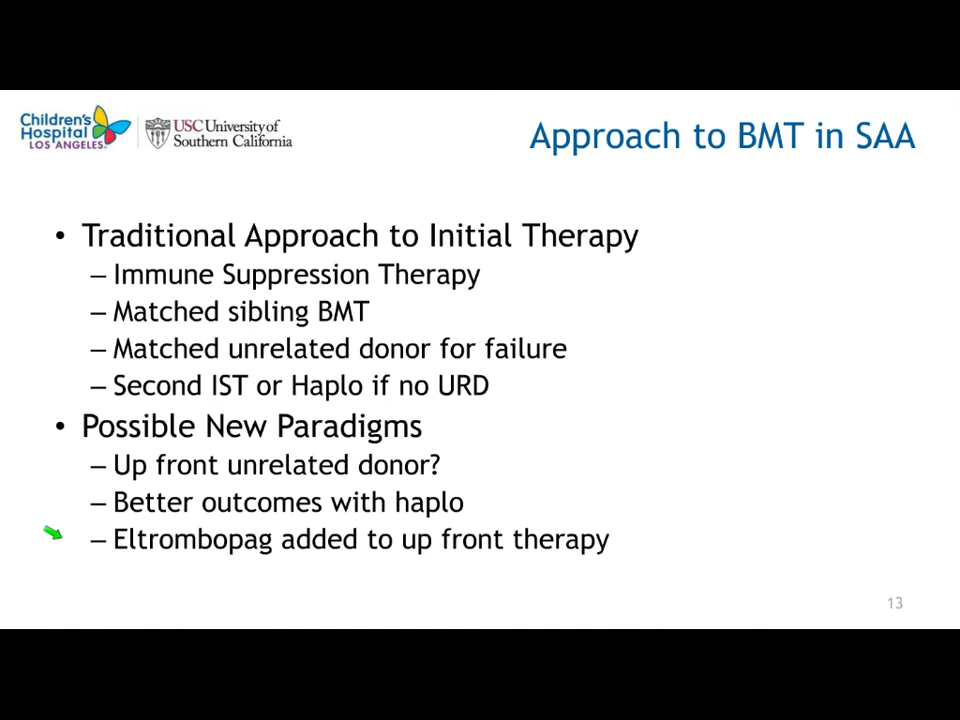 Children's
Hospital
LOS ANGELES
USC University of
Southern California
Approach to BMT in SAA
• Traditional Approach to Initial Therapy
– Immune Suppression Therapy
– Matched sibling BMT
– Matched unrelated donor for failure
– Second IST or Haplo if no URD
• Possible New Paradigms
– Up front unrelated donor?
– Better outcomes with haplo
– Eltrombopag added to up front therapy
13